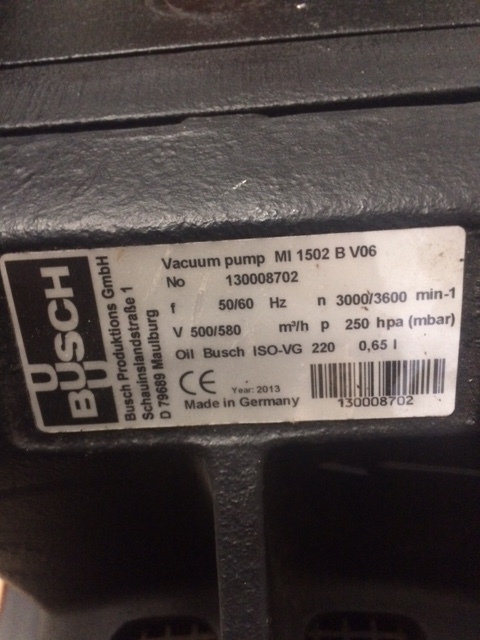 BUSCH
Busch Produktions GmbH
Schauinslandstraße 1
D 79689 Maulburg
Vacuum pump MI 1502 B V06
No 130008702
f 50/60 Hz n 3000/3600 min-1
V 500/580 m³/h p 250 hpa (mbar)
Oil Busch ISO-VG 220 0,65 l
CE Year: 2013
Made in Germany
130008702